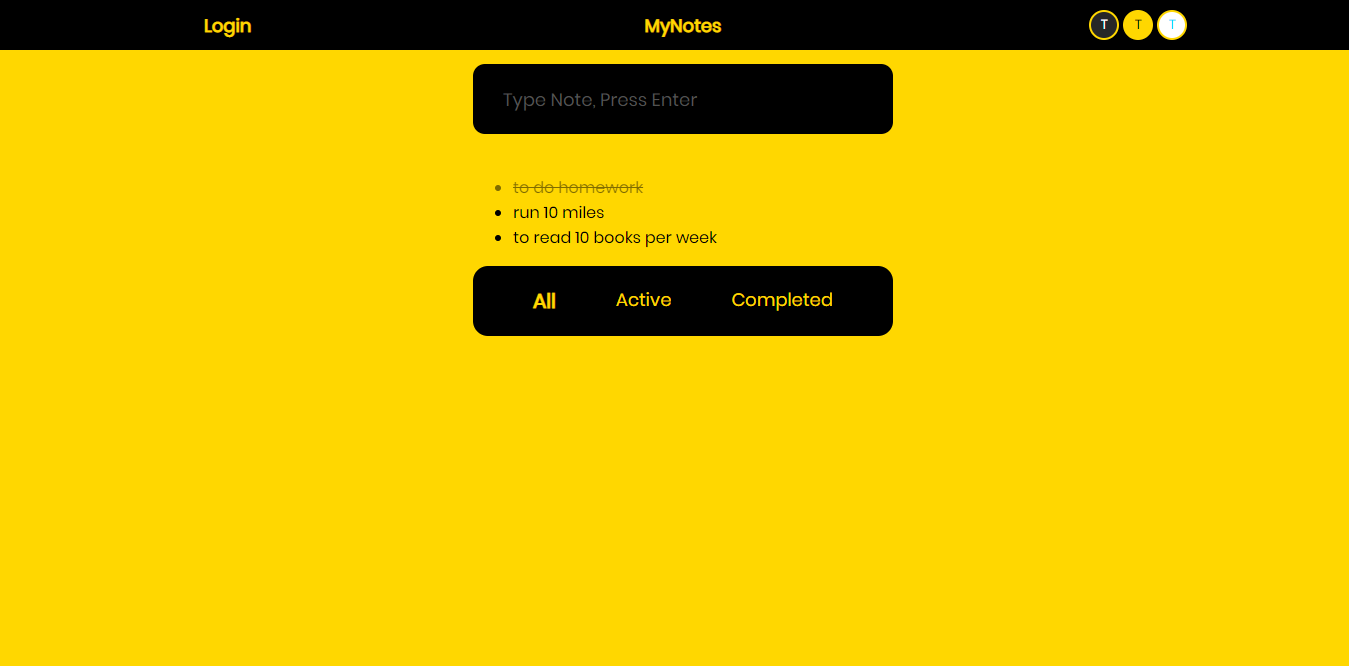 Login MyNotes T T T
Type Note, Press Enter
to do homework
run 10 miles
to read 10 books per week
All Active Completed